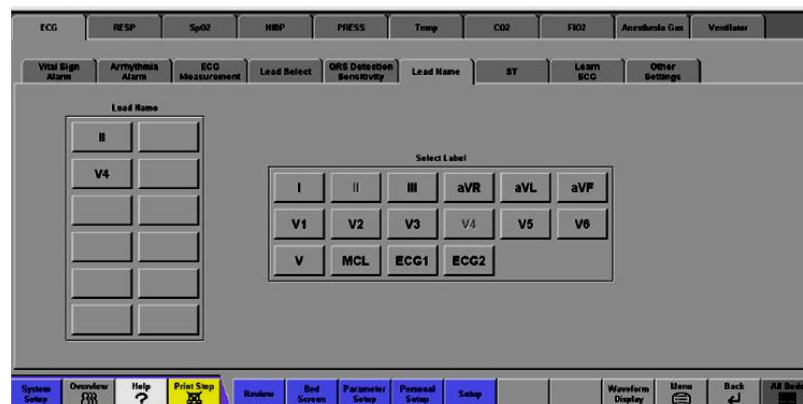 ECG RESP SpO2 NIBP PRESS Temp CO2 FIO2 Anesthesia Gas Ventilator
Vital Sign Alarm Arrhythmia Alarm ECG Measurement Lead Select QRS Detection Sensitivity Lead Name ST Learn ECG Other Settings
Lead Name
II
V4
Select Label
I II III aVR aVL aVF
V1 V2 V3 V4 V5 V6
V MCL ECG1 ECG2
System Setup Overview Help ? Print Stop Review Bed Screen Parameter Setup Personal Setup Setup Waveform Display Menu Back All Beds